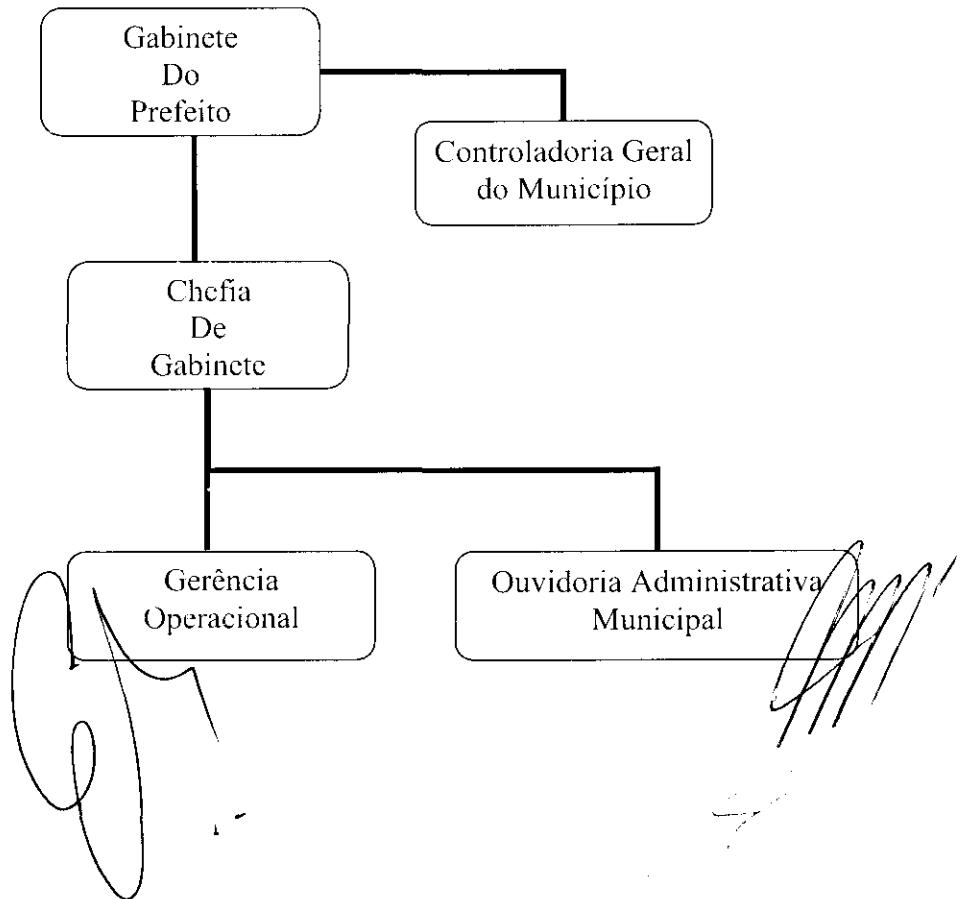 Gabinete
Do
Prefeito
Controladoria Geral
do Município
Chefia
De
Gabinete
Gerência
Operacional
Ouvidoria Administrativa
Municipal